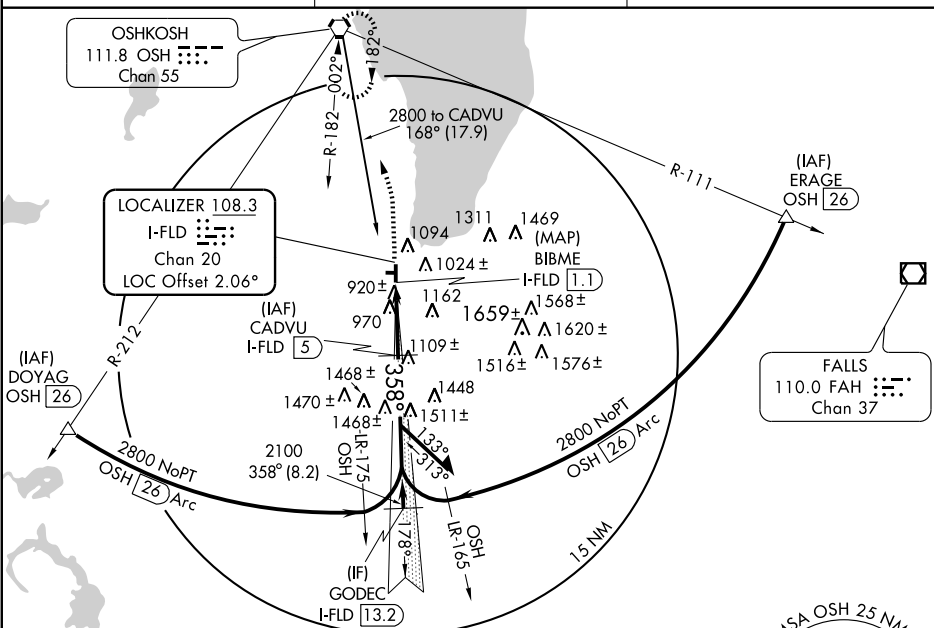 OSHKOSH
111.8 OSH
Chan 55
182°
002°
R-182
2800 to CADVU
168° (17.9)
R-111
(IAF)
ERAGE
OSH 26
LOCALIZER 108.3
I-FLD
Chan 20
LOC Offset 2.06°
1311
1469
1094
(MAP)
BIBME
I-FLD 1.1
1024±
920±
1162
970
1659±
1568±
1620±
(IAF)
CADVU
I-FLD 5
1109±
1516±
1576±
FALLS
110.0 FAH
Chan 37
R-212
(IAF)
DOYAG
OSH 26
1468±
1470±
1468±
1448
1511±
358°
133°
313°
2800 NoPT
OSH 26 Arc
2800 NoPT
OSH 26 Arc
OSH
LR-175
2100
358° (8.2)
178°
OSH
LR-165
15 NM
(IF)
GODEC
I-FLD 13.2
MSA OSH 25 NM